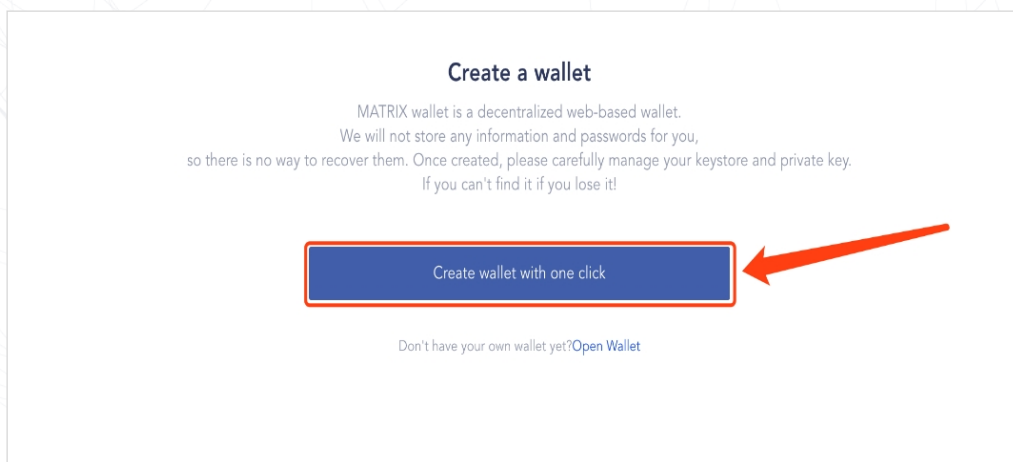 Create a wallet
MATRIX wallet is a decentralized web-based wallet.
We will not store any information and passwords for you,
so there is no way to recover them. Once created, please carefully manage your keystore and private key.
If you can't find it if you lose it!
Create wallet with one click
Don't have your own wallet yet?Open Wallet